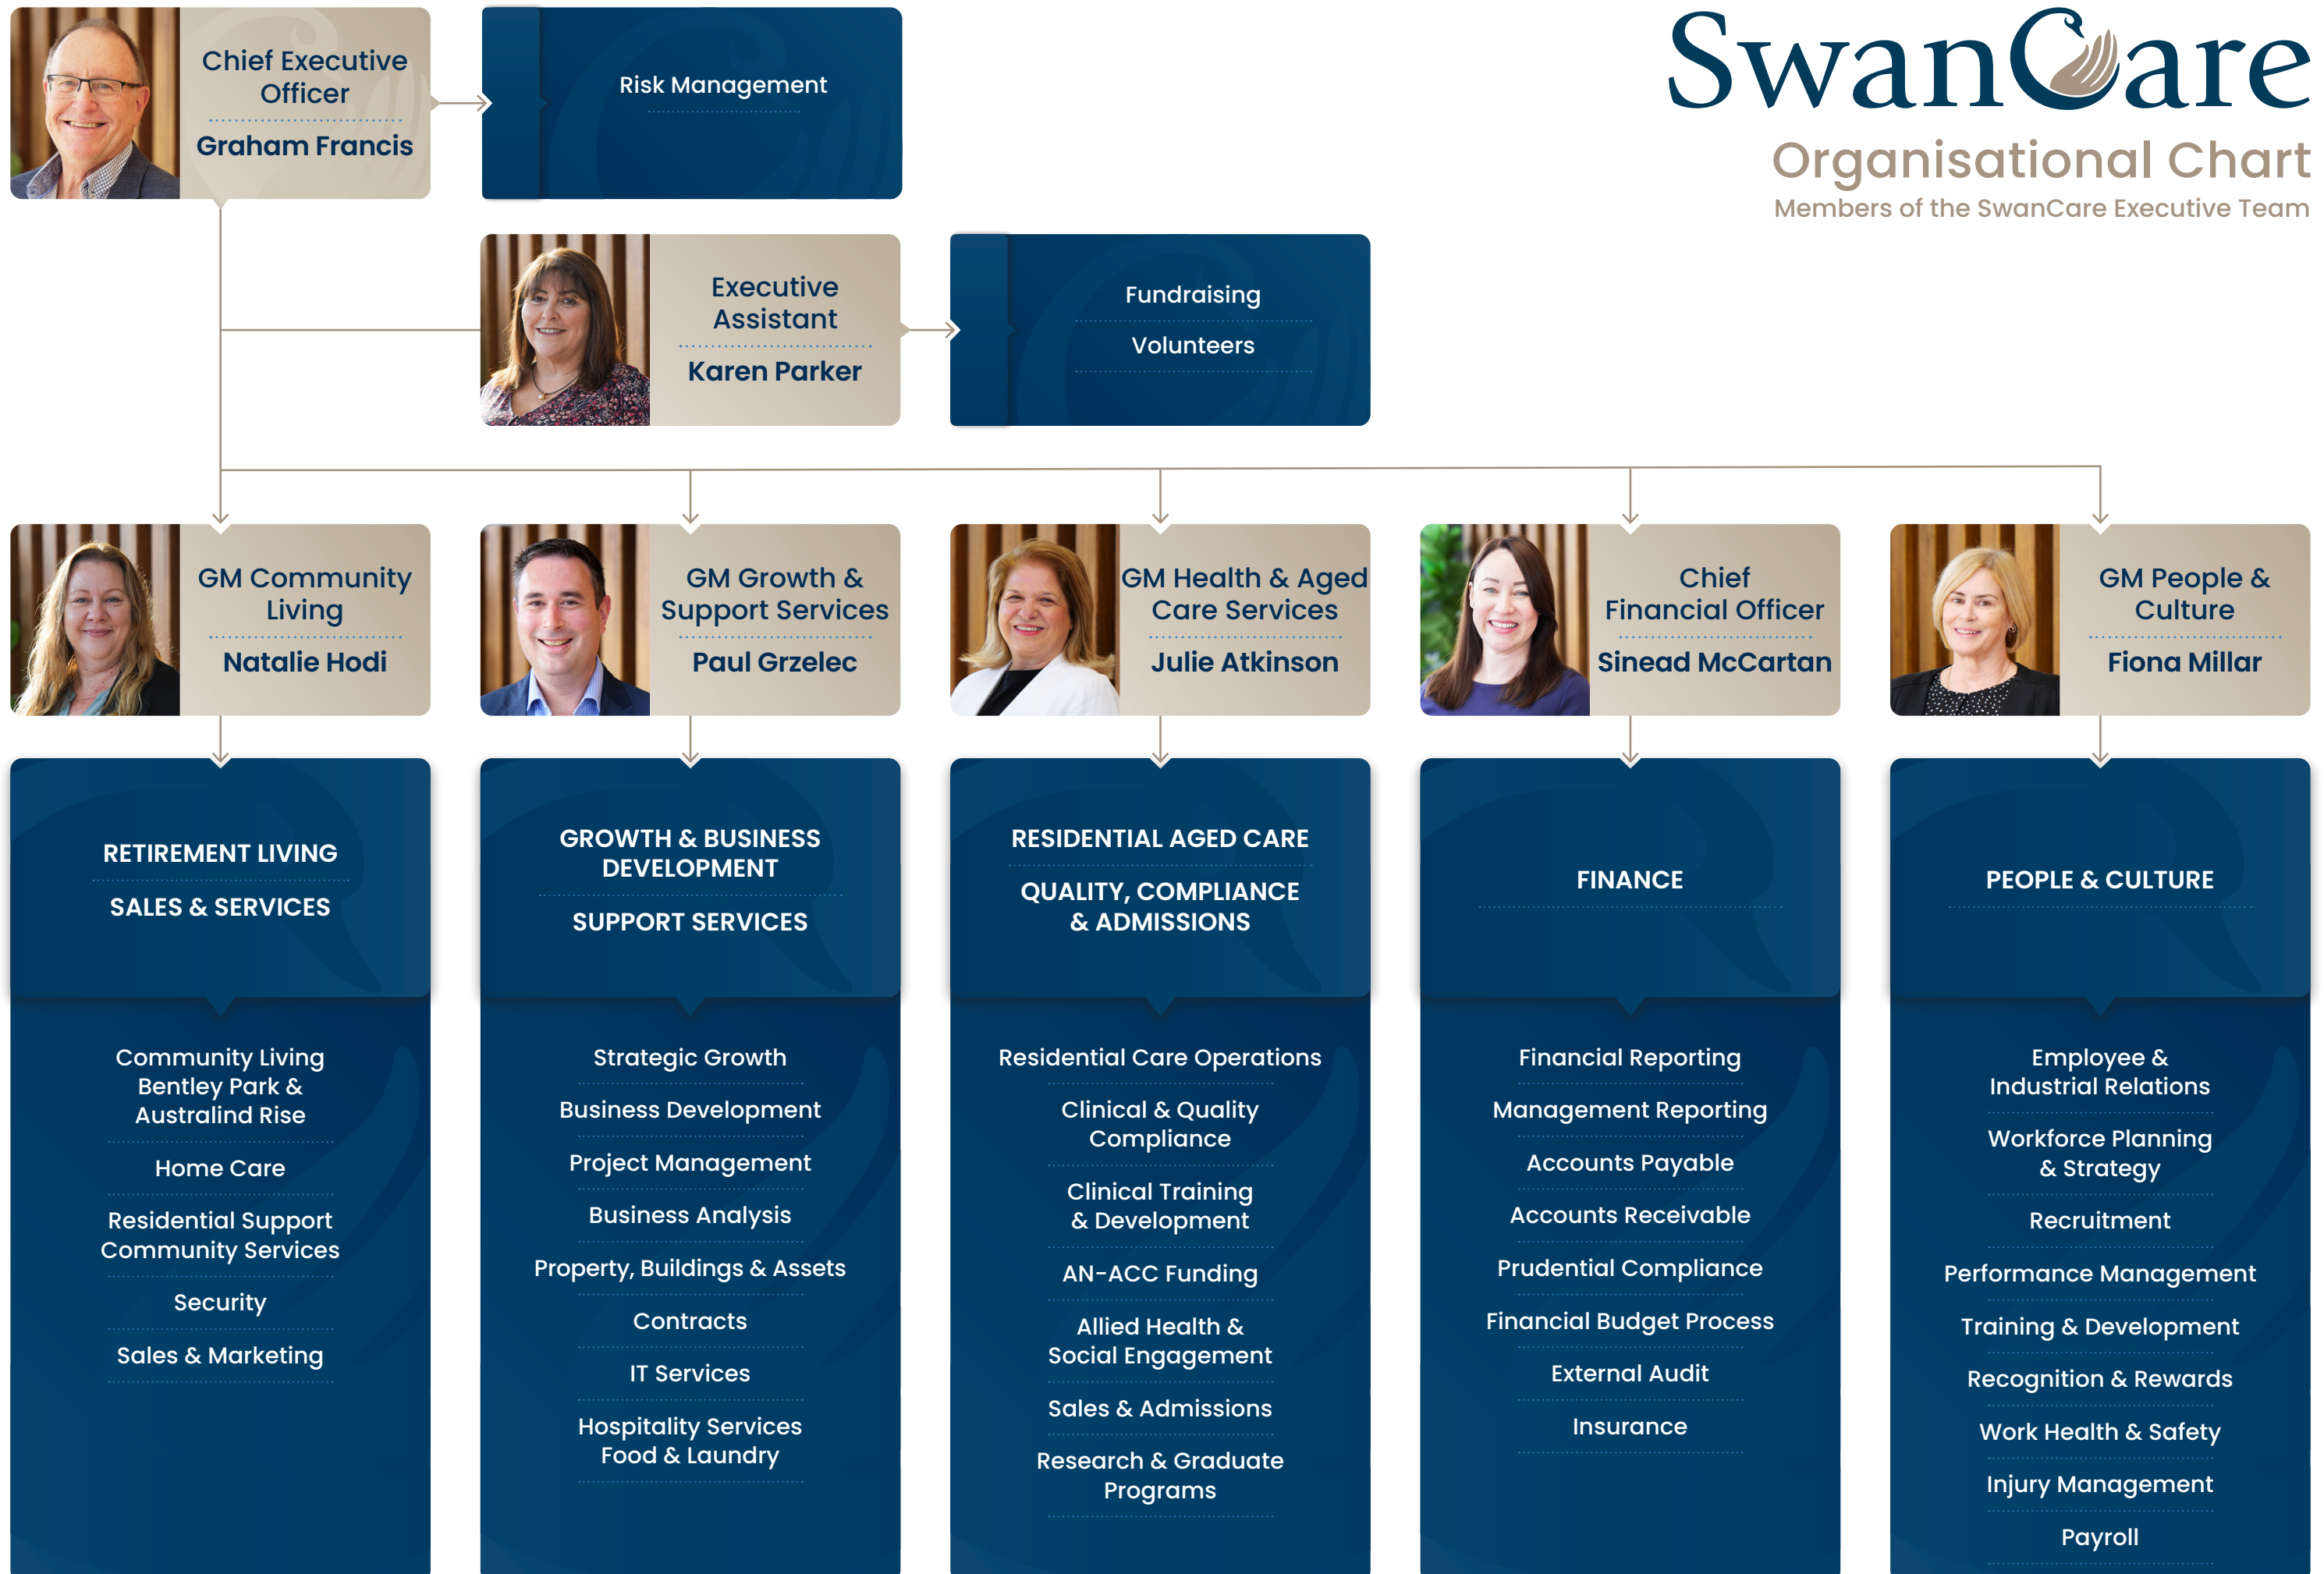 SwanCare
Organisational Chart
Members of the SwanCare Executive Team
Chief Executive
Officer
Graham Francis
Risk Management
Executive
Assistant
Karen Parker
Fundraising
Volunteers
GM Community
Living
Natalie Hodi
GM Growth &
Support Services
Paul Grzelec
GM Health & Aged
Care Services
Julie Atkinson
Chief
Financial Officer
Sinead McCartan
GM People &
Culture
Fiona Millar
RETIREMENT LIVING
SALES & SERVICES
Community Living
Bentley Park &
Australind Rise
Home Care
Residential Support
Community Services
Security
Sales & Marketing
GROWTH & BUSINESS
DEVELOPMENT
SUPPORT SERVICES
Strategic Growth
Business Development
Project Management
Business Analysis
Property, Buildings & Assets
Contracts
IT Services
Hospitality Services
Food & Laundry
RESIDENTIAL AGED CARE
QUALITY, COMPLIANCE
& ADMISSIONS
Residential Care Operations
Clinical & Quality
Compliance
Clinical Training
& Development
AN-ACC Funding
Allied Health &
Social Engagement
Sales & Admissions
Research & Graduate
Programs
FINANCE
Financial Reporting
Management Reporting
Accounts Payable
Accounts Receivable
Prudential Compliance
Financial Budget Process
External Audit
Insurance
PEOPLE & CULTURE
Employee &
Industrial Relations
Workforce Planning
& Strategy
Recruitment
Performance Management
Training & Development
Recognition & Rewards
Work Health & Safety
Injury Management
Payroll